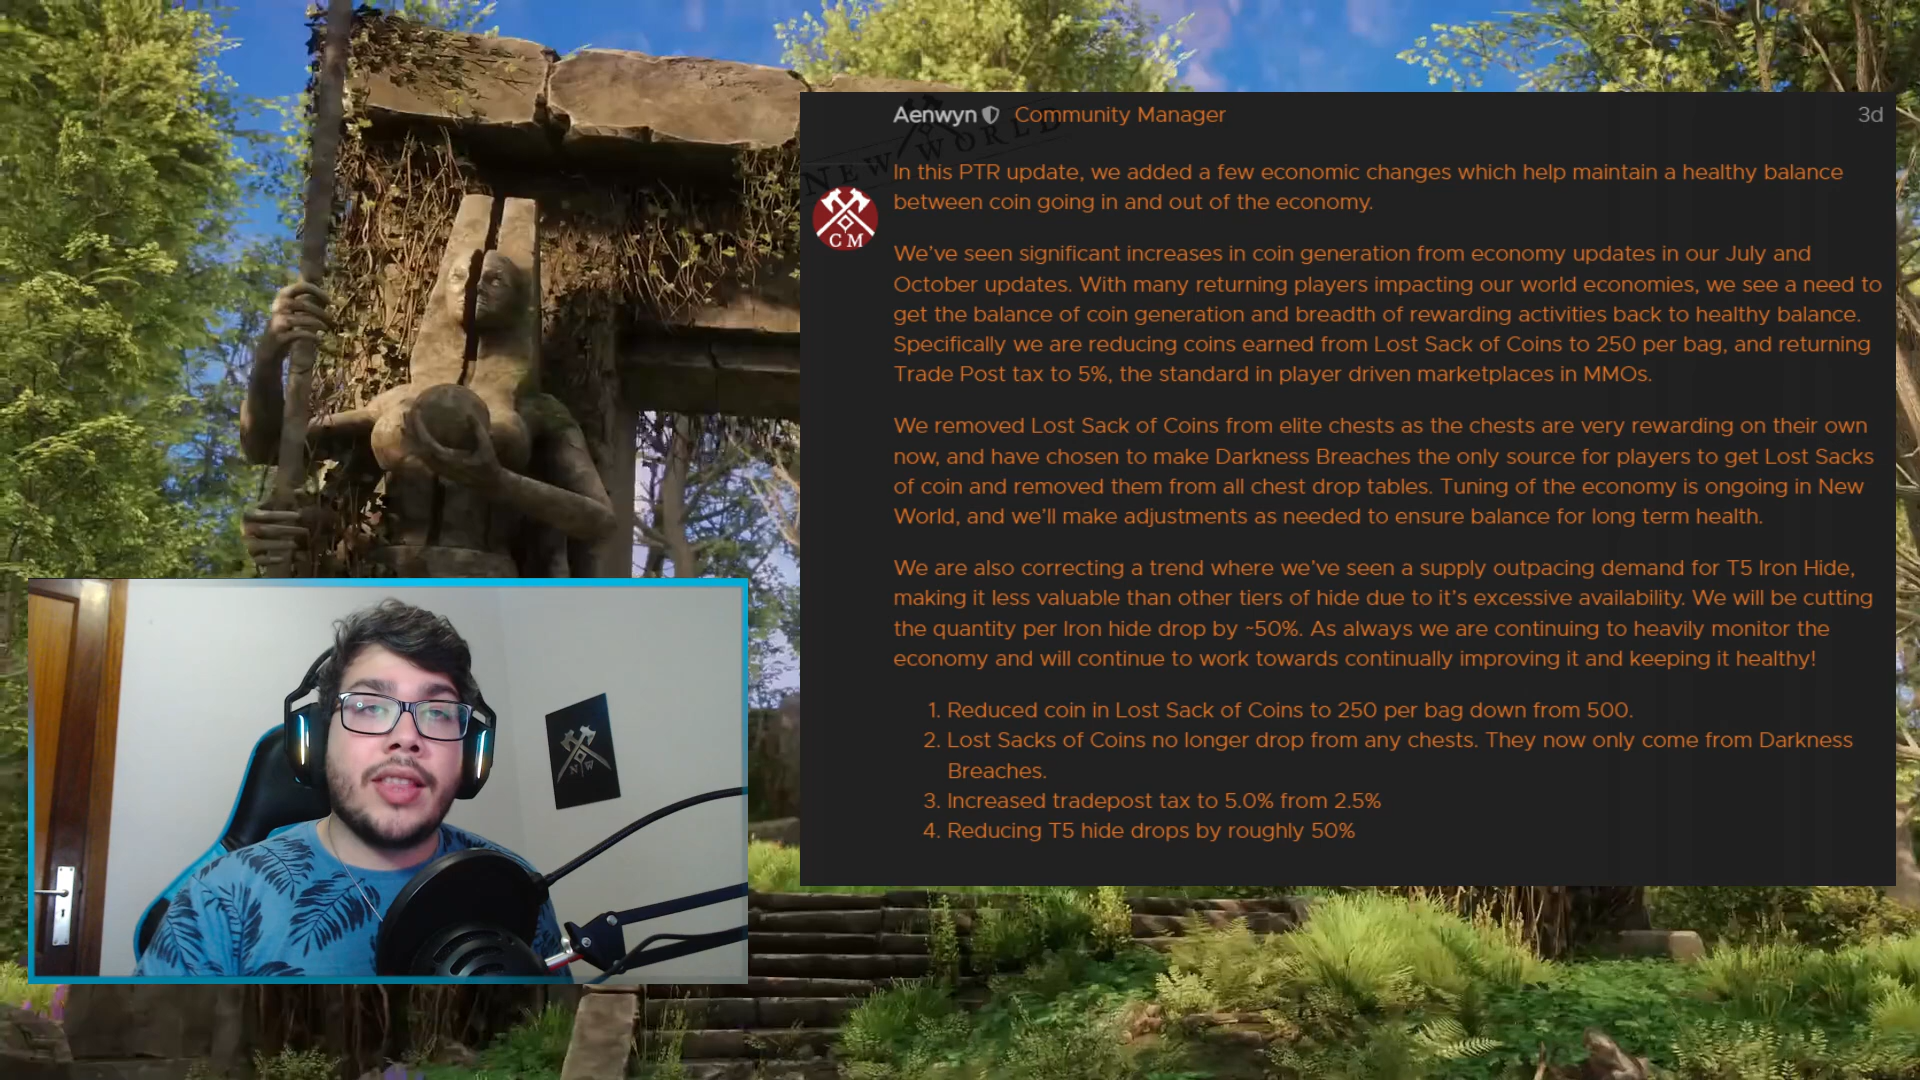 Aenwyn Community Manager 3d
NEW WORLD
In this PTR update, we added a few economic changes which help maintain a healthy balance
between coin going in and out of the economy.
CM
We've seen significant increases in coin generation from economy updates in our July and
October updates. With many returning players impacting our world economies, we see a need to
get the balance of coin generation and breadth of rewarding activities back to healthy balance.
Specifically we are reducing coins earned from Lost Sack of Coins to 250 per bag, and returning
Trade Post tax to 5%, the standard in player driven marketplaces in MMOs.
We removed Lost Sack of Coins from elite chests as the chests are very rewarding on their own
now, and have chosen to make Darkness Breaches the only source for players to get Lost Sacks
of coin and removed them from all chest drop tables. Tuning of the economy is ongoing in New
World, and we'll make adjustments as needed to ensure balance for long term health.
We are also correcting a trend where we've seen a supply outpacing demand for T5 Iron Hide,
making it less valuable than other tiers of hide due to it's excessive availability. We will be cutting
the quantity per Iron hide drop by ~50%. As always we are continuing to heavily monitor the
economy and will continue to work towards continually improving it and keeping it healthy!
1. Reduced coin in Lost Sack of Coins to 250 per bag down from 500.
2. Lost Sacks of Coins no longer drop from any chests. They now only come from Darkness
Breaches.
3. Increased tradepost tax to 5.0% from 2.5%
4. Reducing T5 hide drops by roughly 50%
N W